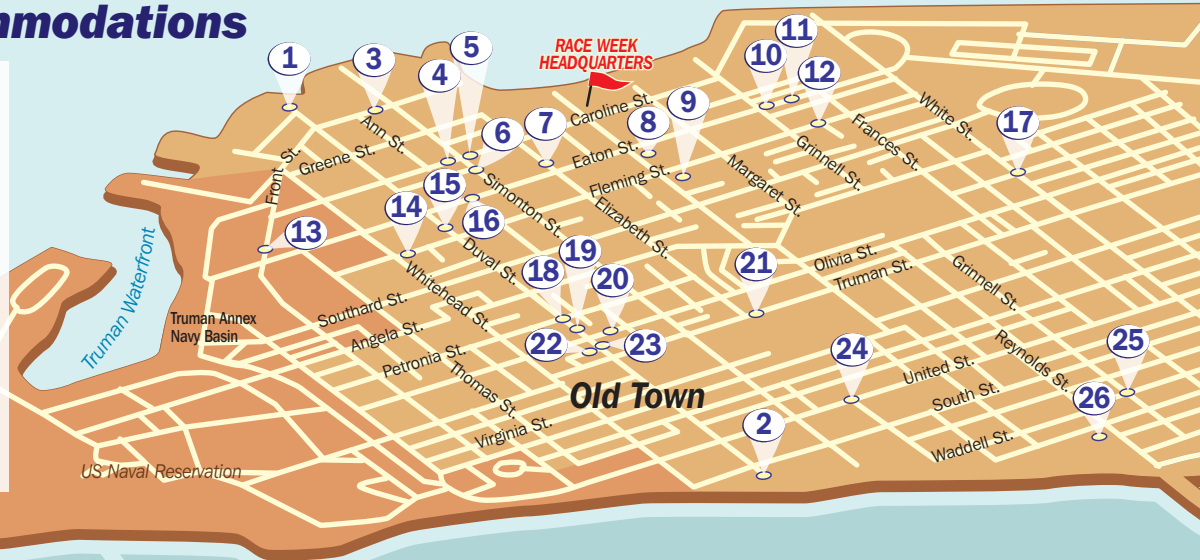 mmodations
1
3
4
5
RACE WEEK
HEADQUARTERS
10
11
12
6
7
Caroline St.
8
9
White St.
17
Ann St.
Greene St.
Front St.
Eaton St.
Fleming St.
Frances St.
Grinnell St.
Margaret St.
14
15
16
Simonton St.
Elizabeth St.
13
Duval St.
Whitehead St.
18
19
20
21
Olivia St.
Truman St.
Grinnell St.
Truman Waterfront
Truman Annex
Navy Basin
Southard St.
Angela St.
Petronia St.
Thomas St.
Virginia St.
22
23
24
25
26
Reynolds St.
United St.
South St.
Waddell St.
Old Town
2
US Naval Reservation